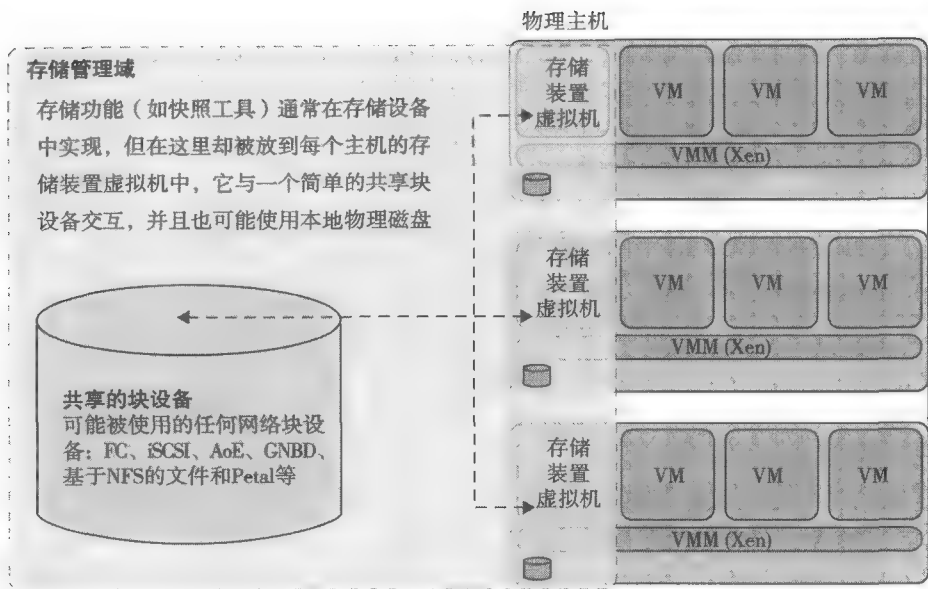 物理主机
存储管理域
存储功能（如快照工具）通常在存储设备
中实现，但在这里却被放到每个主机的存
储装置虚拟机中，它与一个简单的共享块
设备交互，并且也可能使用本地物理磁盘
共享的块设备
可能被使用的任何网络块设
备：FC、iSCSI、AoE、GNBD、
基于NFS的文件和Petal等
存储
装置
虚拟机
VM
VM
VM
VMM (Xen)
存储
装置
虚拟机
VM
VM
VM
VMM (Xen)
存储
装置
虚拟机
VM
VM
VM
VMM (Xen)